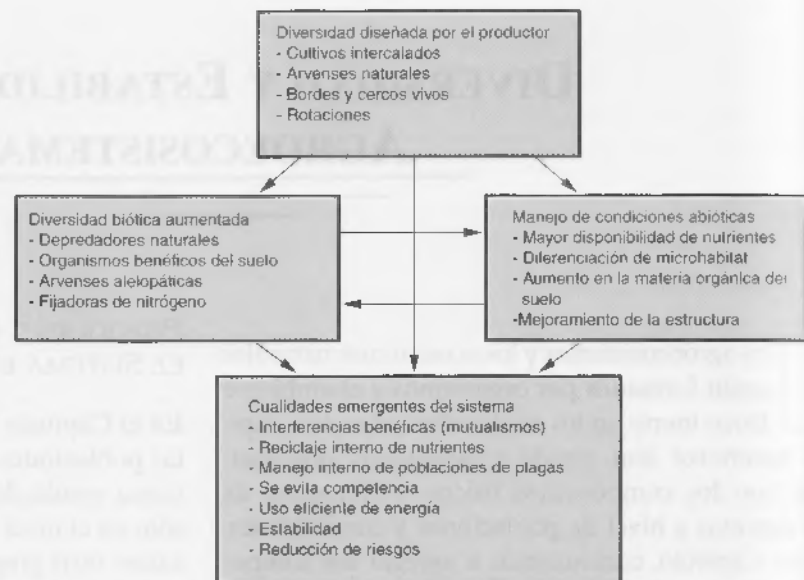 Diversidad diseñada por el productor
- Cultivos intercalados
- Arvenses naturales
- Bordes y cercos vivos
- Rotaciones
Diversidad biótica aumentada
- Depredadores naturales
- Organismos benéficos del suelo
- Arvenses alelopáticas
- Fijadoras de nitrógeno
Manejo de condiciones abióticas
- Mayor disponibilidad de nutrientes
- Diferenciación de microhabitat
- Aumento en la materia orgánica del
suelo
-Mejoramiento de la estructura
Cualidades emergentes del sistema
- Interferencias benéficas (mutualismos)
- Reciclaje interno de nutrientes
- Manejo interno de poblaciones de plagas
- Se evita competencia
- Uso eficiente de energía
- Estabilidad
- Reducción de riesgos